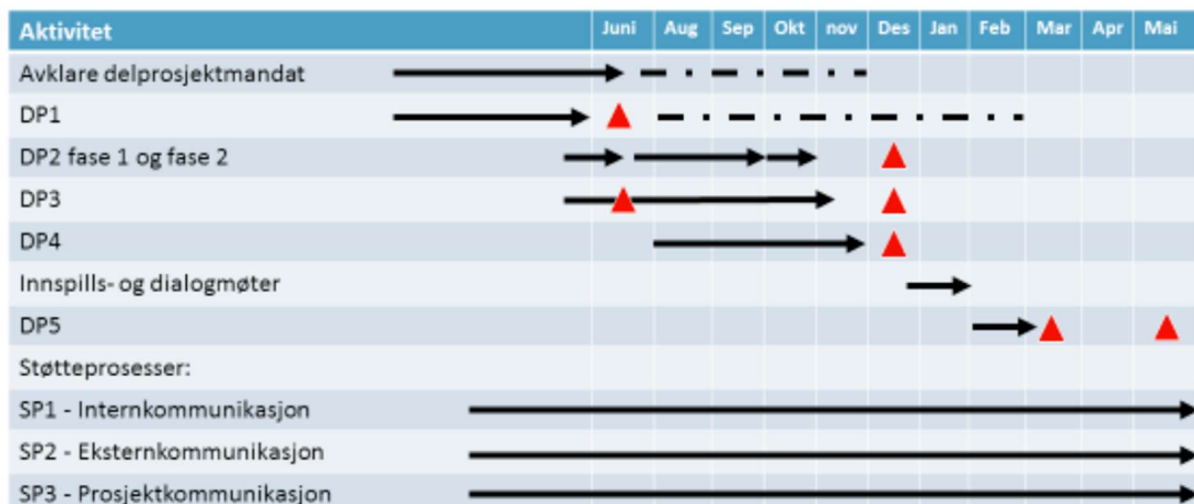 Aktivitet Juni Aug Sep Okt nov Des Jan Feb Mar Apr Mai
Avklare delprosjektmandat
DP1
DP2 fase 1 og fase 2
DP3
DP4
Innspills- og dialogmøter
DP5
Støtteprosesser:
SP1 - Internkommunikasjon
SP2 - Eksternkommunikasjon
SP3 - Prosjektkommunikasjon